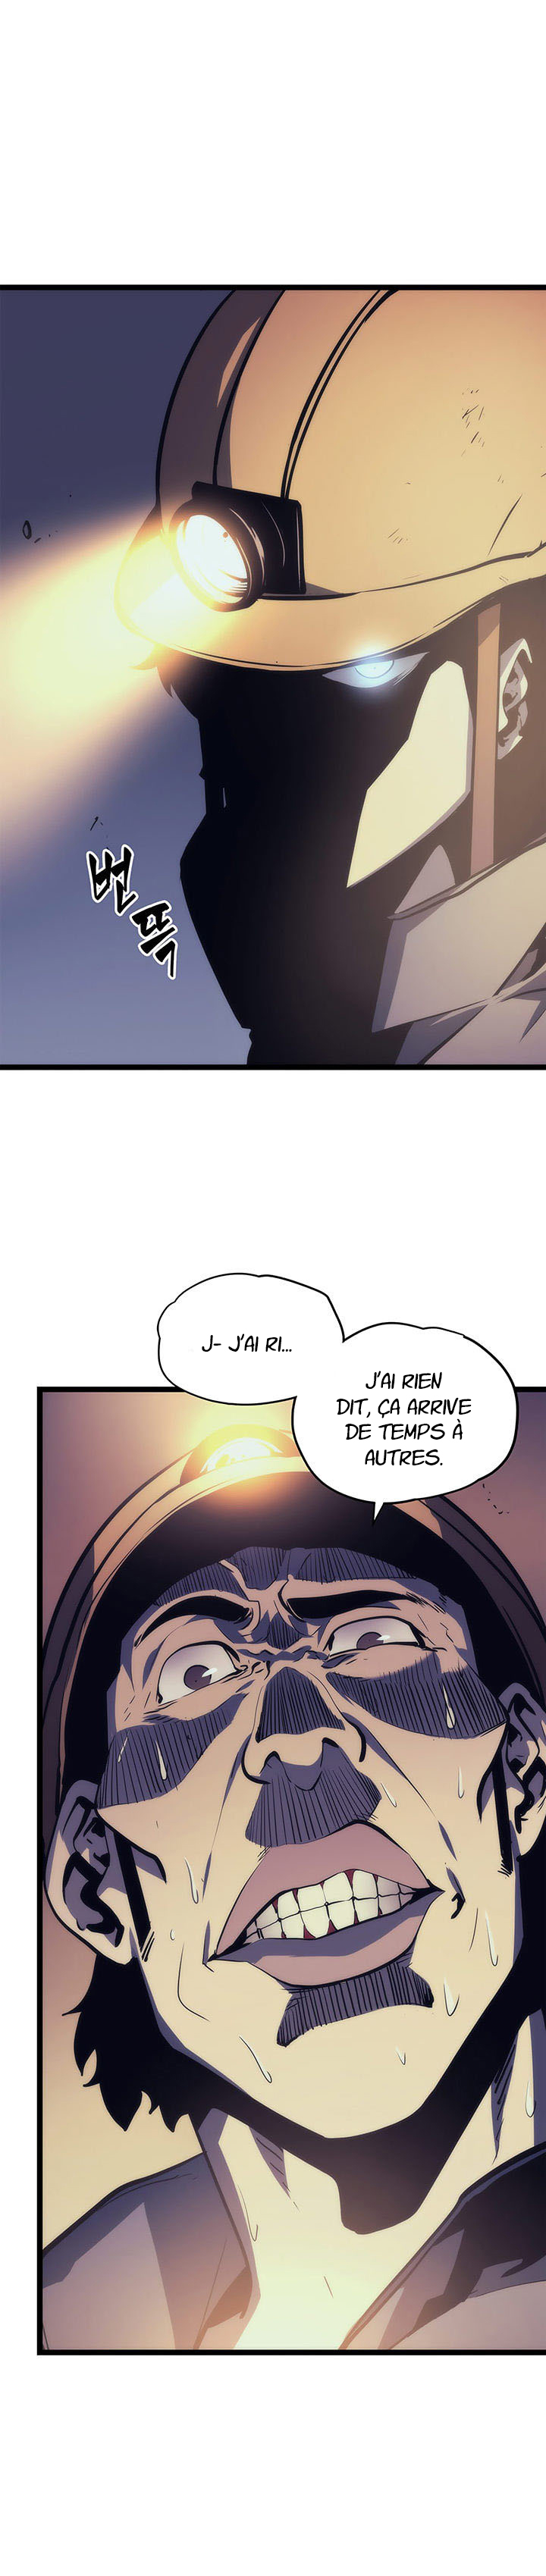 번
뜩
J- J'AI RI...
J'AI RIEN
DIT, ÇA ARRIVE
DE TEMPS À
AUTRES.